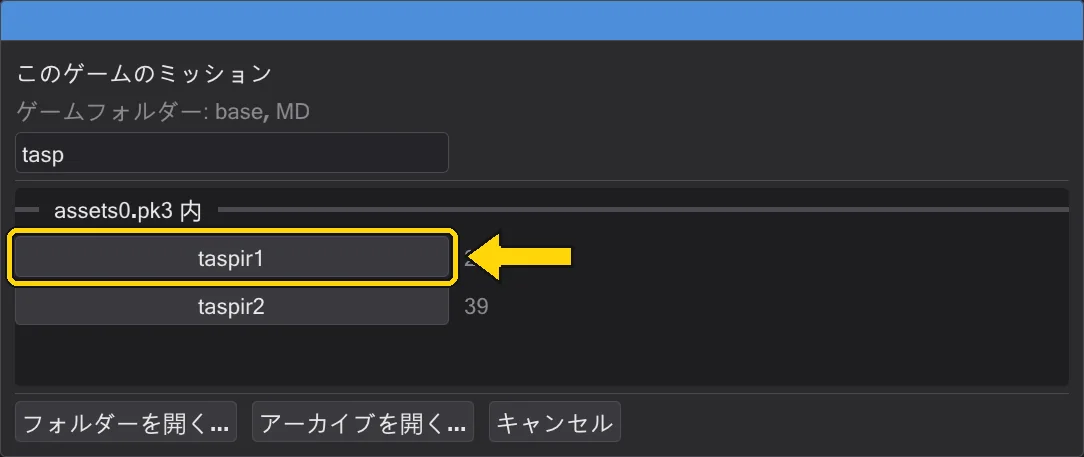 このゲームのミッション
ゲームフォルダー: base, MD
tasp
assets0.pk3 内
taspir1
taspir2 39
フォルダーを開く... アーカイブを開く... キャンセル